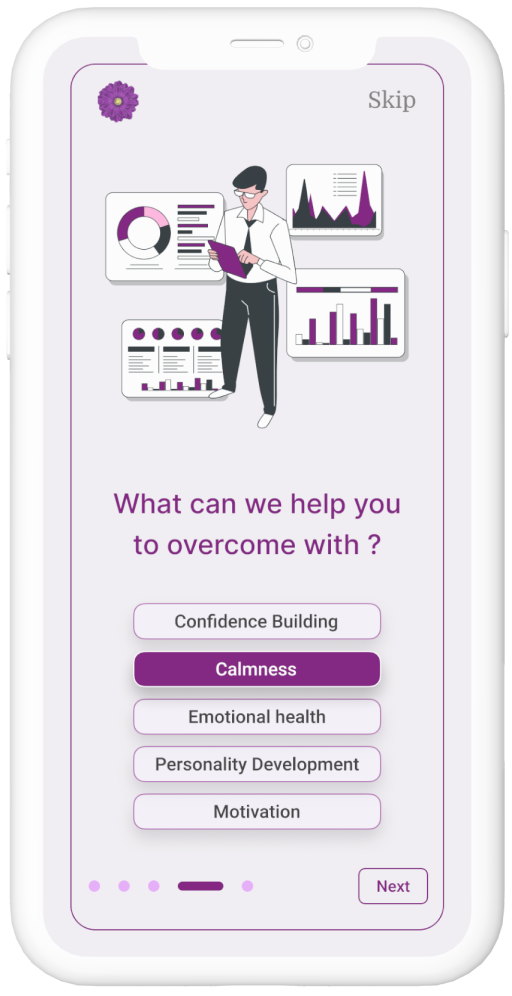 Skip
What can we help you
to overcome with ?
Confidence Building
Calmness
Emotional health
Personality Development
Motivation
Next